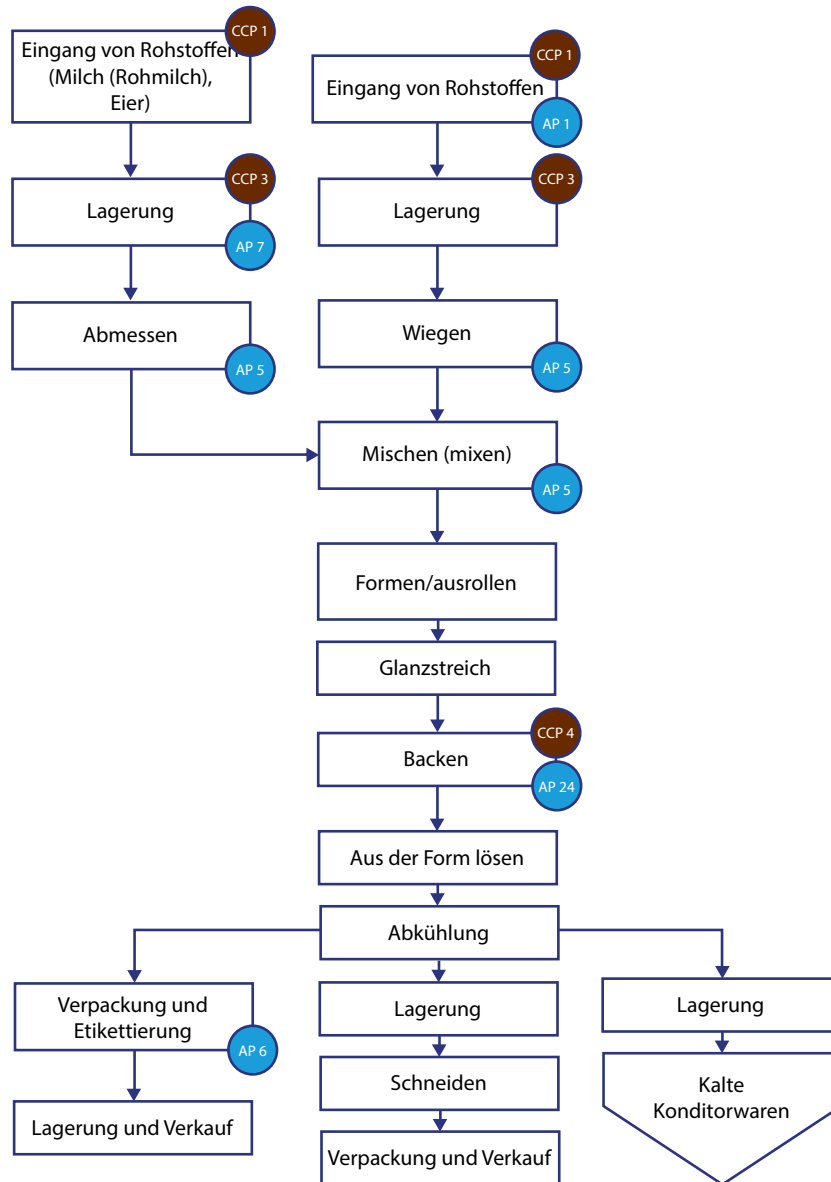 CCP 1
Eingang von Rohstoffen
(Milch (Rohmilch),
Eier)
CCP 1
Eingang von Rohstoffen
AP 1
CCP 3
Lagerung
AP 7
CCP 3
Lagerung
Abmessen
AP 5
Wiegen
AP 5
Mischen (mixen)
AP 5
Formen/ausrollen
Glanzstreich
CCP 4
Backen
AP 24
Aus der Form lösen
Abkühlung
Verpackung und
Etikettierung
AP 6
Lagerung
Lagerung
Schneiden
Kalte
Konditorwaren
Lagerung und Verkauf
Verpackung und Verkauf